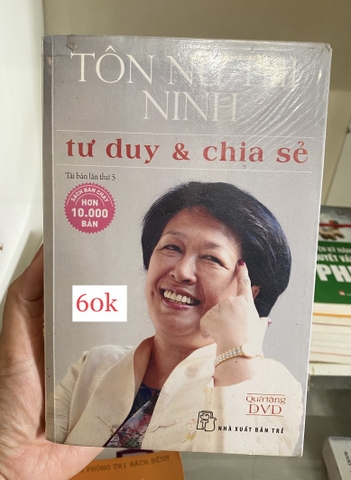 TÔN NỮ THỊ
NINH
tư duy & chia sẻ
Tái bản lần thứ 5
SÁCH BÁN CHẠY
HƠN
10.000
BẢN
60k
Quà tặng
DVD
NHÀ XUẤT BẢN TRẺ